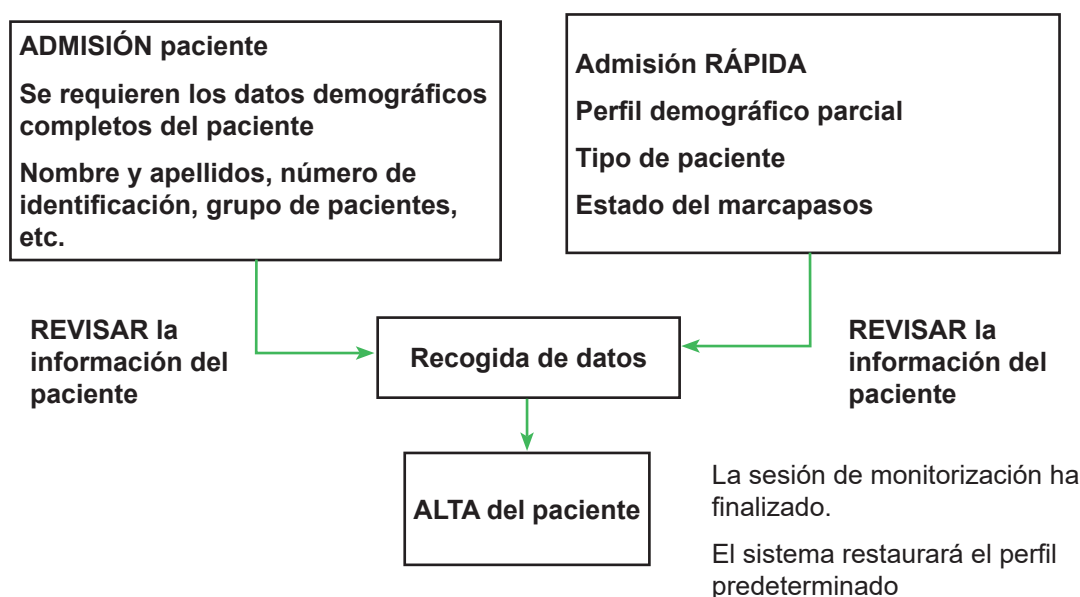 ADMISIÓN paciente
Se requieren los datos demográficos
completos del paciente
Nombre y apellidos, número de
identificación, grupo de pacientes,
etc.
Admisión RÁPIDA
Perfil demográfico parcial
Tipo de paciente
Estado del marcapasos
REVISAR la
información del
paciente
Recogida de datos
REVISAR la
información del
paciente
ALTA del paciente
La sesión de monitorización ha
finalizado.
El sistema restaurará el perfil
predeterminado